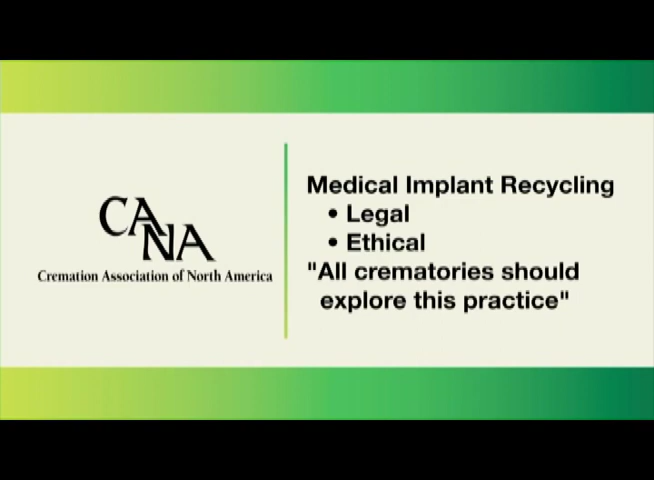 CANA
Cremation Association of North America
Medical Implant Recycling
• Legal
• Ethical
"All crematories should
explore this practice"